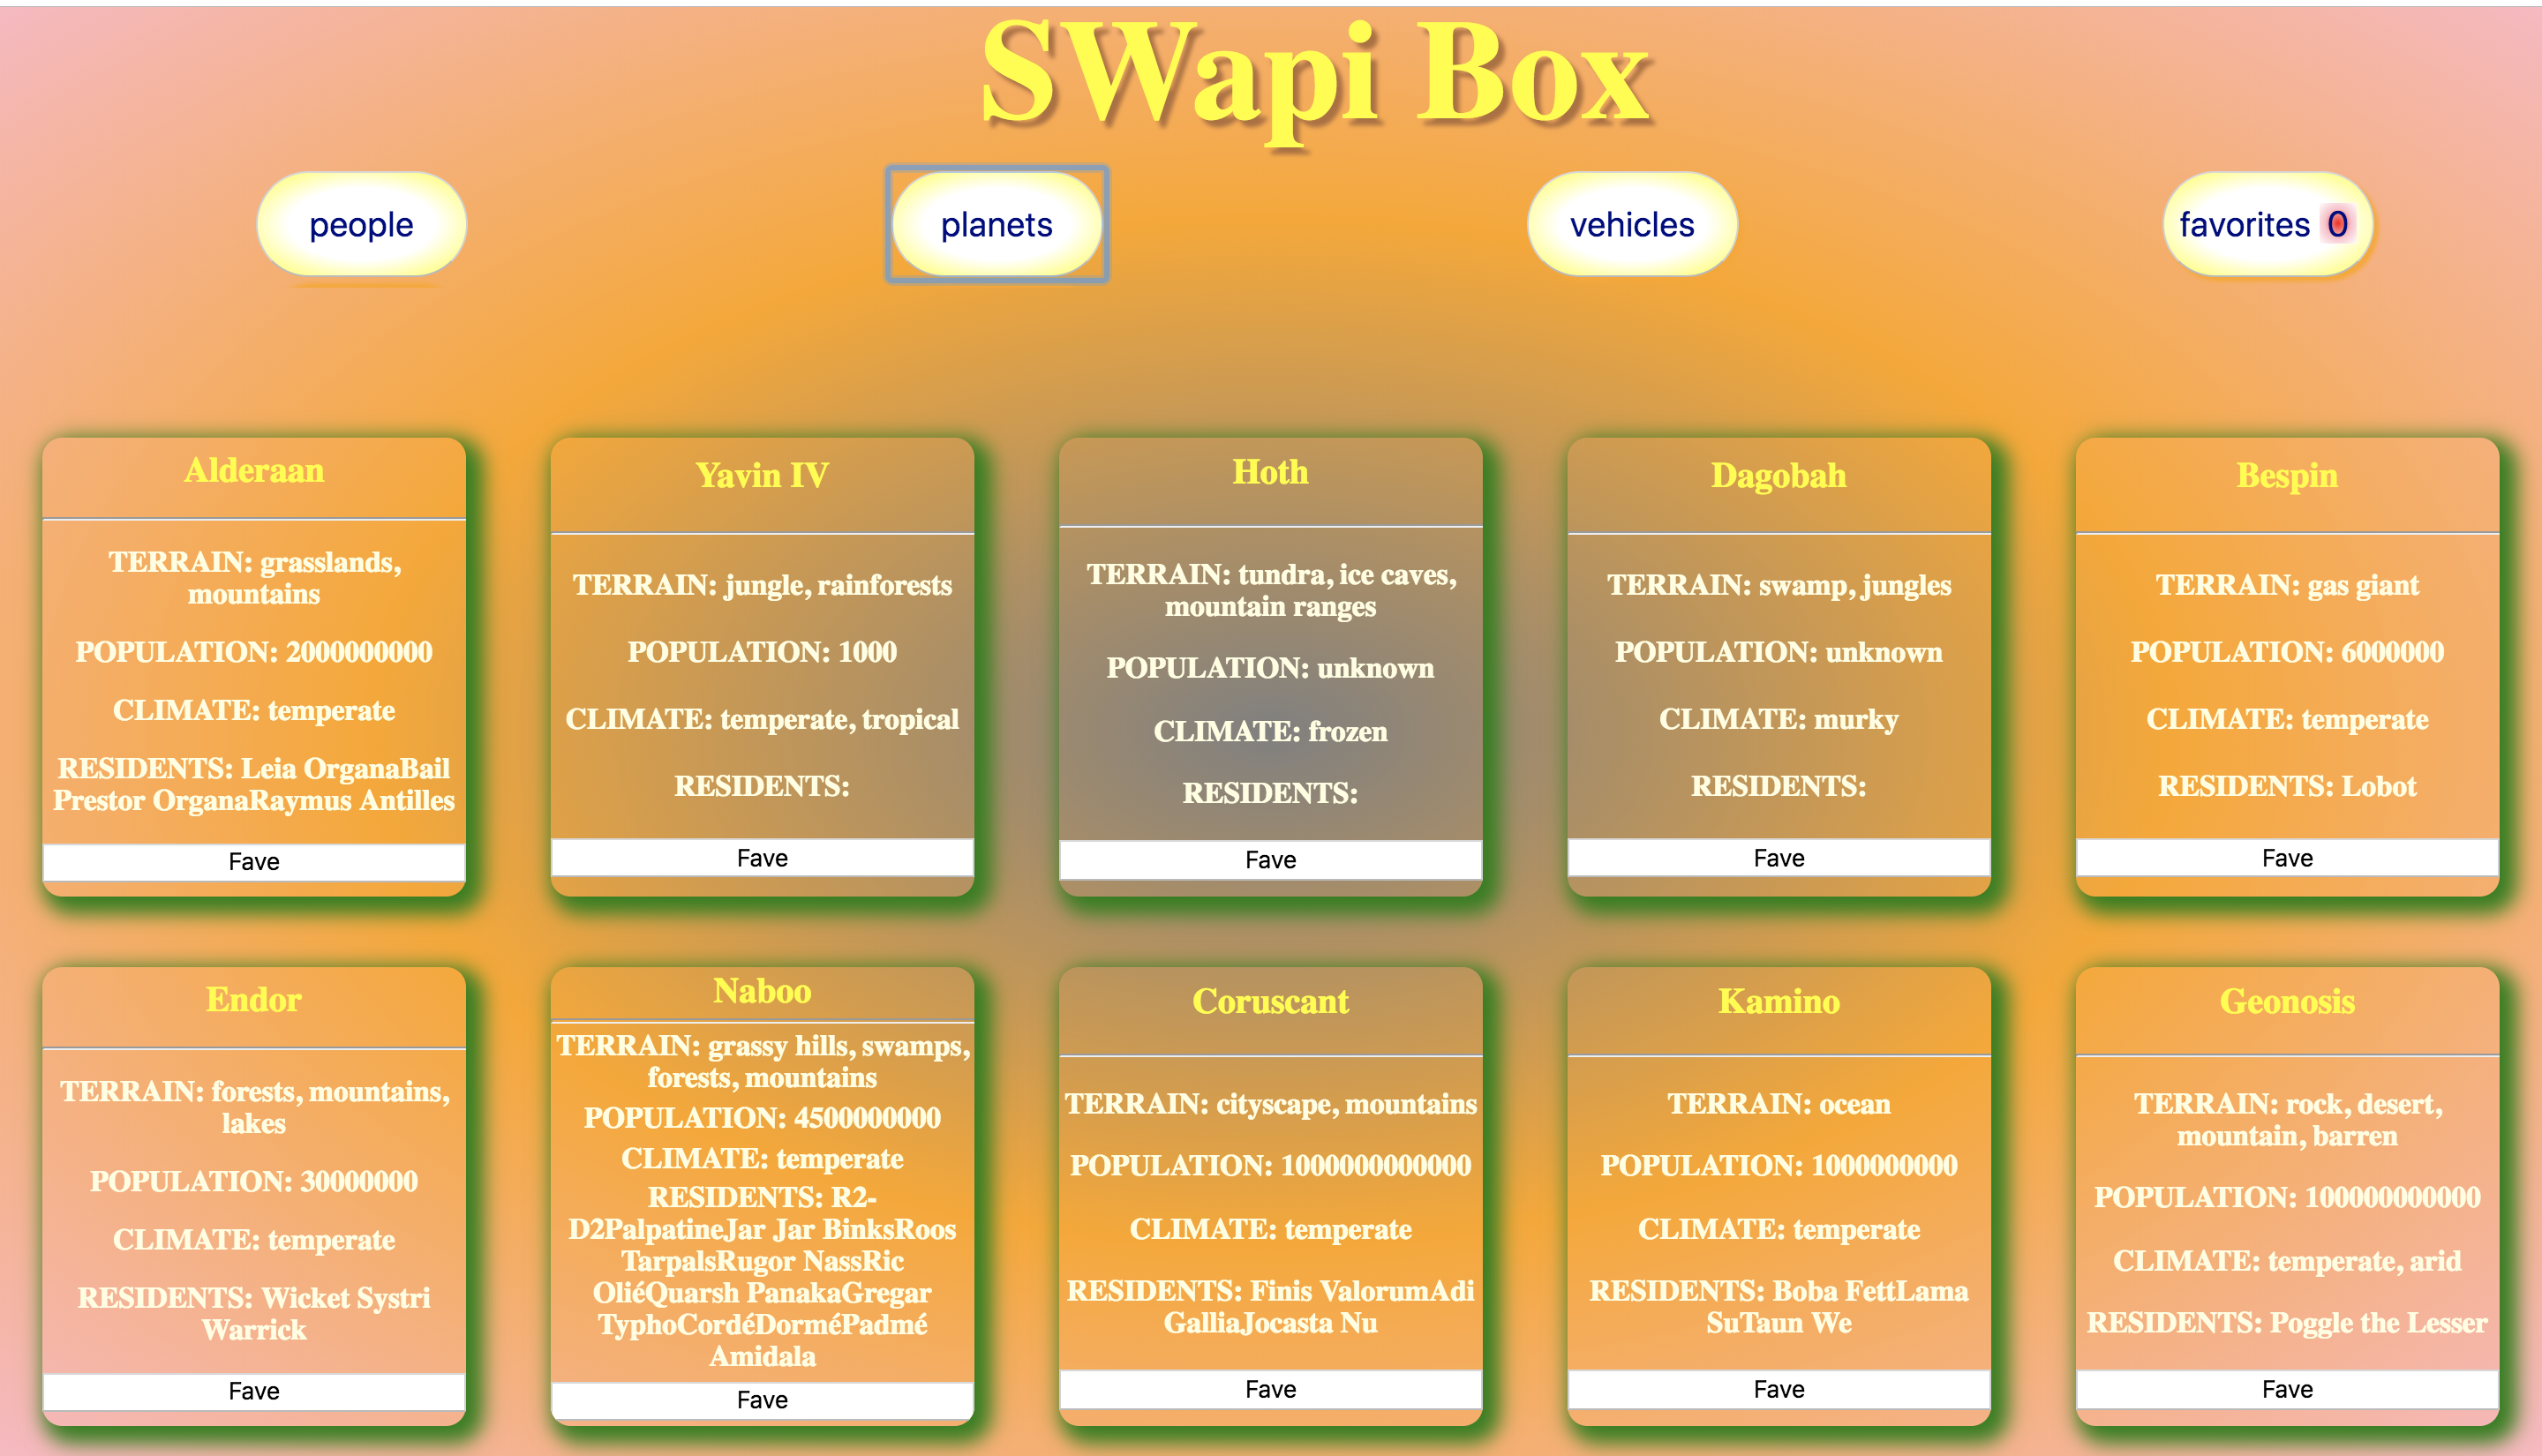 SWapi Box
people
planets
vehicles
favorites 0
Alderaan
TERRAIN: grasslands,
mountains
POPULATION: 2000000000
CLIMATE: temperate
RESIDENTS: Leia OrganaBail
Prestor OrganaRaymus Antilles
Fave
Yavin IV
TERRAIN: jungle, rainforests
POPULATION: 1000
CLIMATE: temperate, tropical
RESIDENTS:
Fave
Hoth
TERRAIN: tundra, ice caves,
mountain ranges
POPULATION: unknown
CLIMATE: frozen
RESIDENTS:
Fave
Dagobah
TERRAIN: swamp, jungles
POPULATION: unknown
CLIMATE: murky
RESIDENTS:
Fave
Bespin
TERRAIN: gas giant
POPULATION: 6000000
CLIMATE: temperate
RESIDENTS: Lobot
Fave
Endor
TERRAIN: forests, mountains,
lakes
POPULATION: 30000000
CLIMATE: temperate
RESIDENTS: Wicket Systri
Warrick
Fave
Naboo
TERRAIN: grassy hills, swamps,
forests, mountains
POPULATION: 4500000000
CLIMATE: temperate
RESIDENTS: R2-
D2PalpatineJar Jar BinksRoos
TarpalsRugor NassRic
OliéQuarsh PanakaGregar
TyphoCordéDorméPadmé
Amidala
Fave
Coruscant
TERRAIN: cityscape, mountains
POPULATION: 1000000000000
CLIMATE: temperate
RESIDENTS: Finis ValorumAdi
GalliaJocasta Nu
Fave
Kamino
TERRAIN: ocean
POPULATION: 1000000000
CLIMATE: temperate
RESIDENTS: Boba FettLama
SuTaun We
Fave
Geonosis
TERRAIN: rock, desert,
mountain, barren
POPULATION: 100000000000
CLIMATE: temperate, arid
RESIDENTS: Poggle the Lesser
Fave